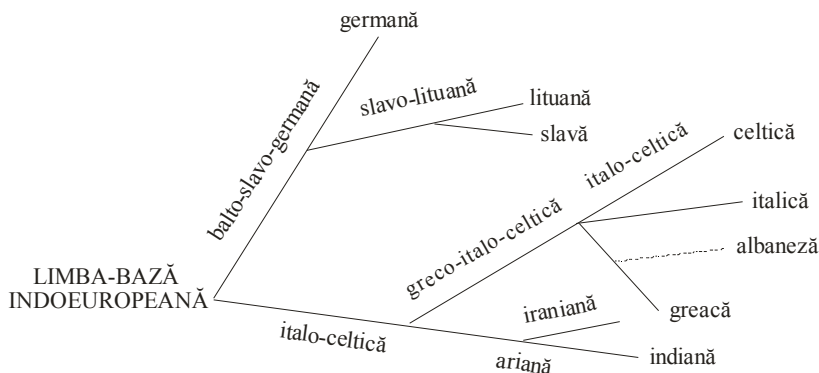 germană
balto-slavo-germană
slavo-lituană
lituană
slavă
LIMBA-BAZĂ
INDOEUROPEANĂ
italo-celtică
greco-italo-celtică
italo-celtică
celtică
italică
albaneză
greacă
ariană
iraniană
indiană